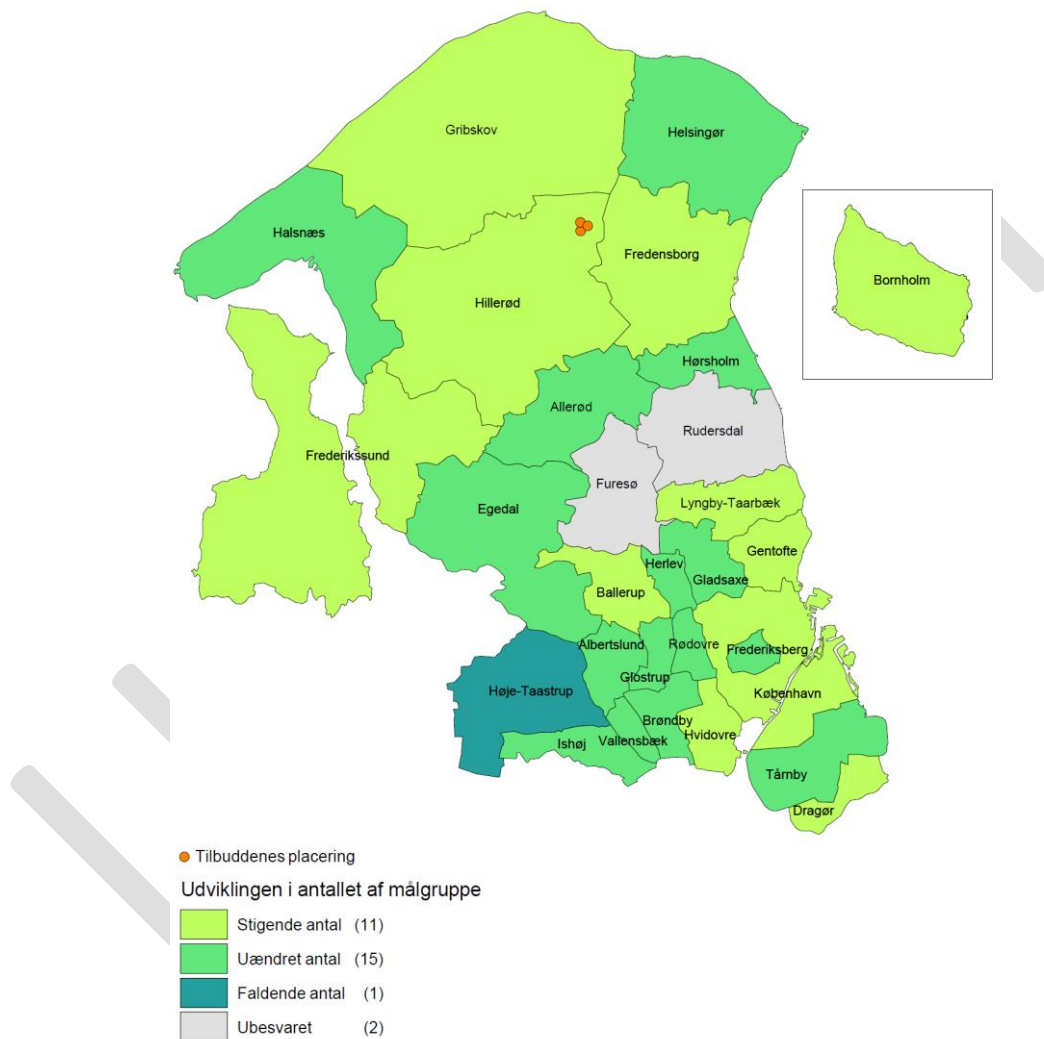 Gribskov
Helsingør
Halsnæs
Fredensborg
Bornholm
Hillerød
Hørsholm
Allerød
Rudersdal
Frederikssund
Furesø
Egedal
Lyngby-Taarbæk
Gentofte
Herlev
Gladsaxe
Ballerup
Albertslund
Rødovre
Frederiksberg
Glostrup
Høje-Taastrup
København
Brøndby
Hvidovre
Ishøj
Vallensbæk
Tårnby
Dragør
Tilbuddenes placering
Udviklingen i antallet af målgruppe
Stigende antal (11)
Uændret antal (15)
Faldende antal (1)
Ubesvaret (2)